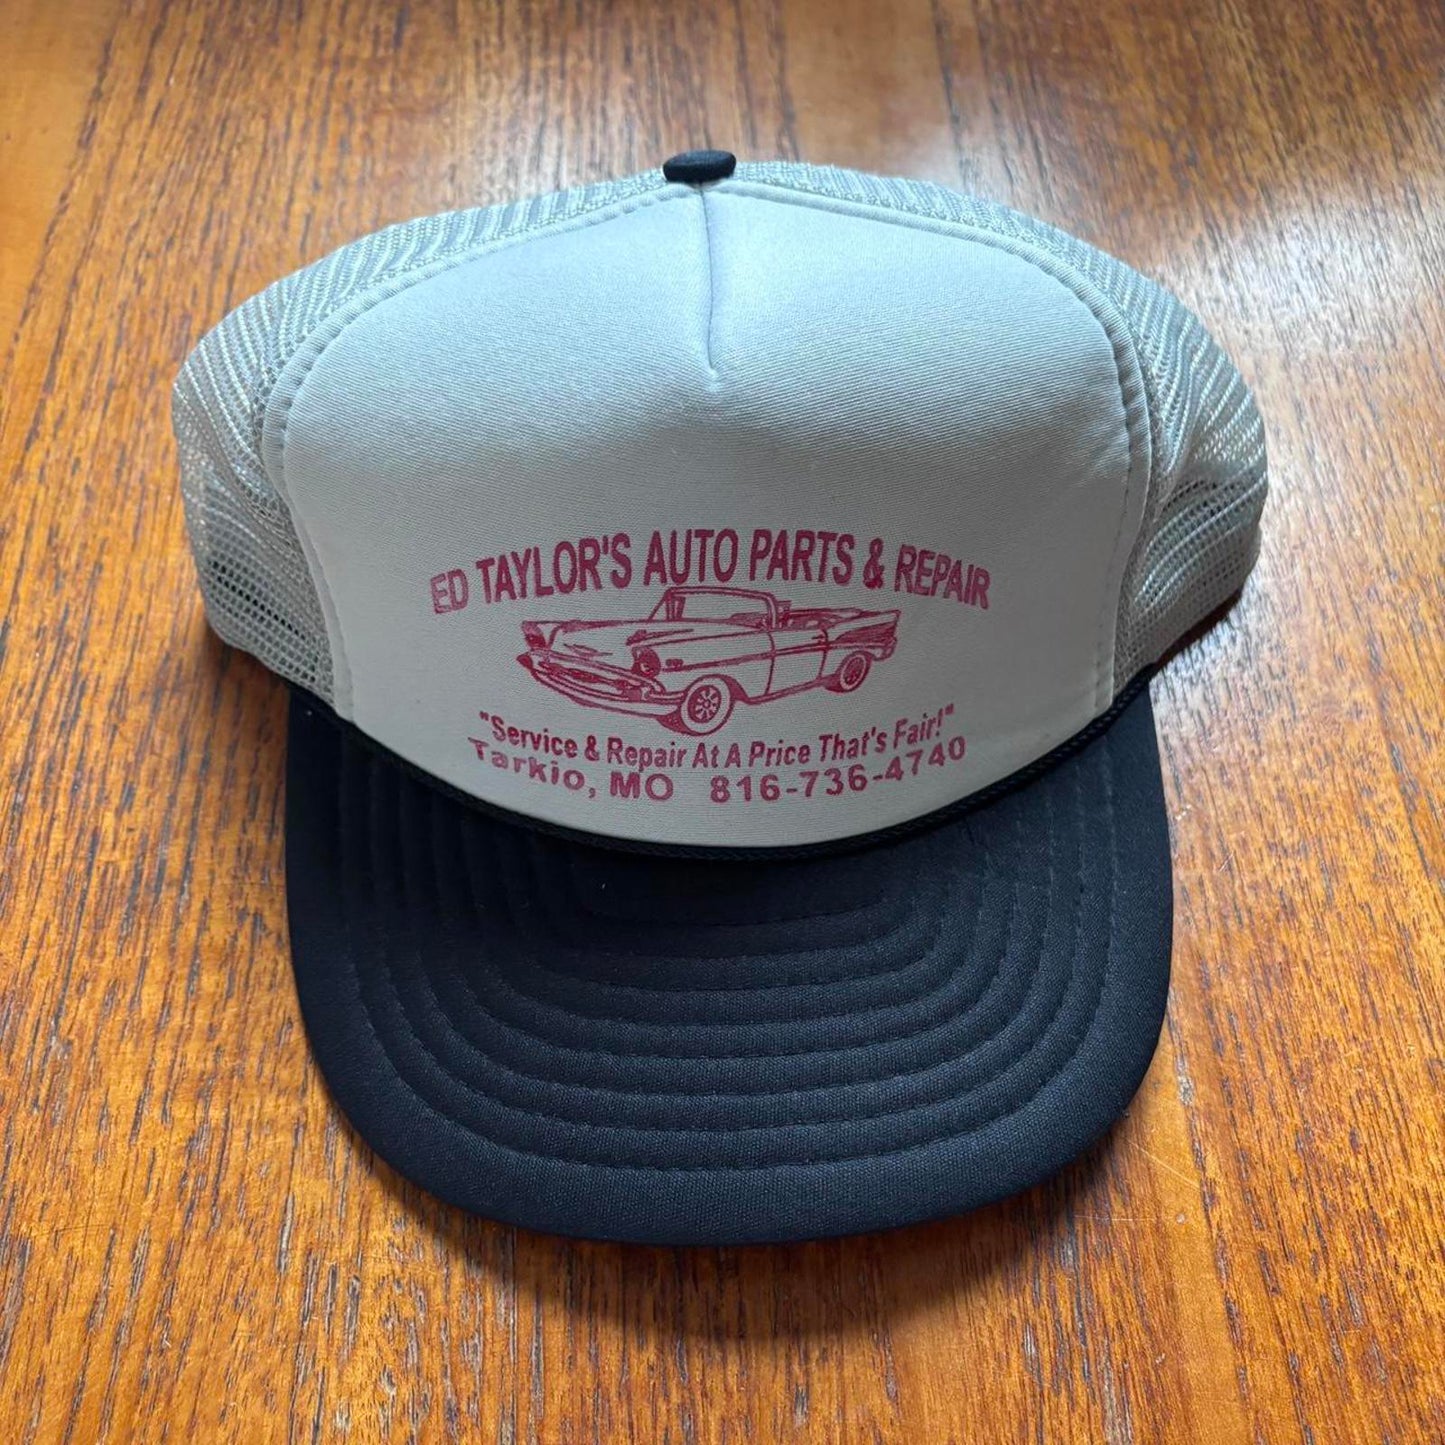 ED TAYLOR'S AUTO PARTS & REPAIR
"Service & Repair At A Price That's Fair!"
Tarkio, MO 816-736-4740